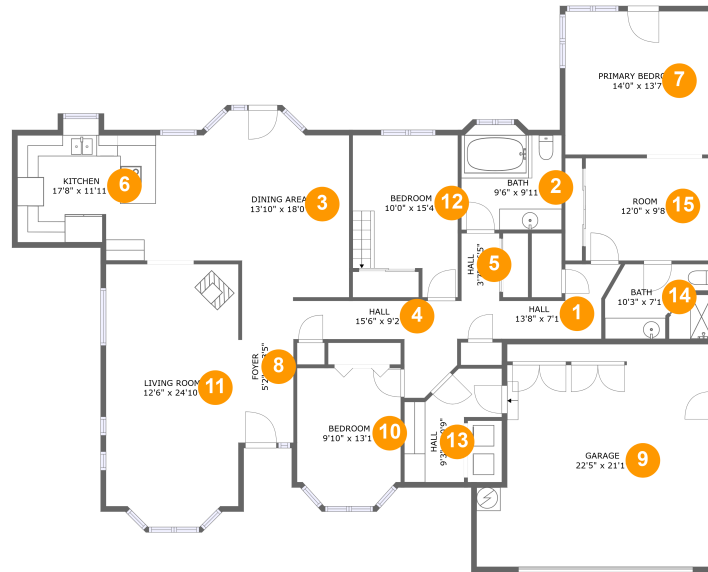 PRIMARY
7
14'0" x 13'7
KITCHEN
6
17'8" x 11'11
DINING AREA
3
13'10" x 18'0
BEDROOM
12
10'0" x 15'4
BATH
2
9'6" x 9'11
ROOM
15
12'0" x 9'8
HALL
5
BATH
14
10'3" x 7'1
HALL
4
15'6" x 9'2
HALL
1
13'8" x 7'1
FOYER
8
LIVING ROOM
11
12'6" x 24'10
BEDROOM
10
9'10" x 13'1
HALL
13
GARAGE
9
22'5" x 21'1